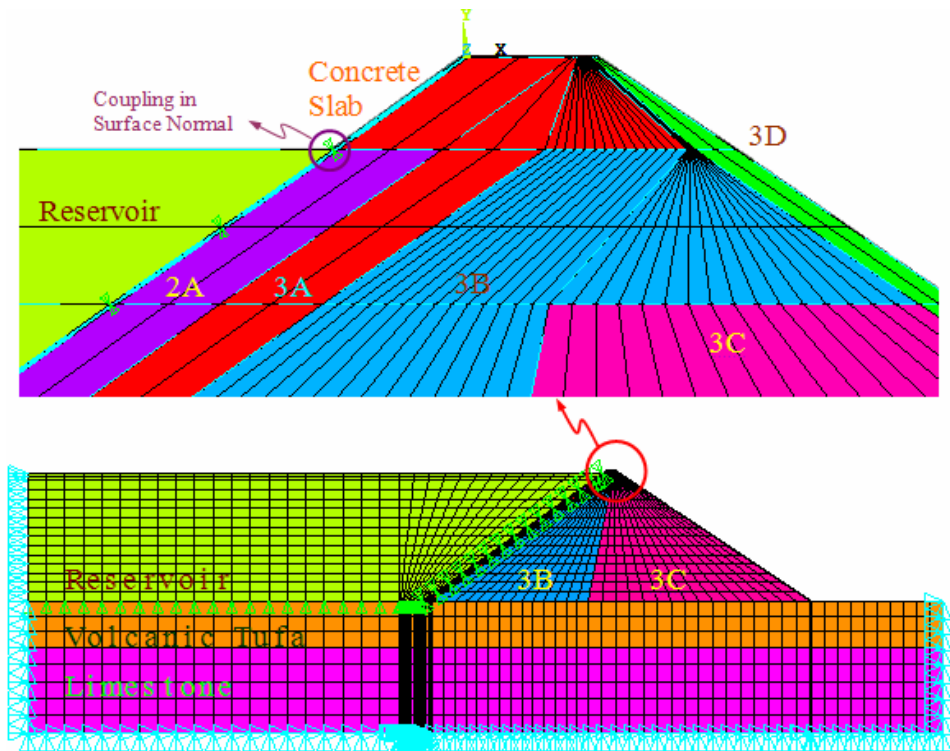 Y
Z X
Concrete
Slab
Coupling in
Surface Normal
3D
Reservoir
2A 3A 3B
3C
3B 3C
Reservoir
Volcanic Tufa
Limestone